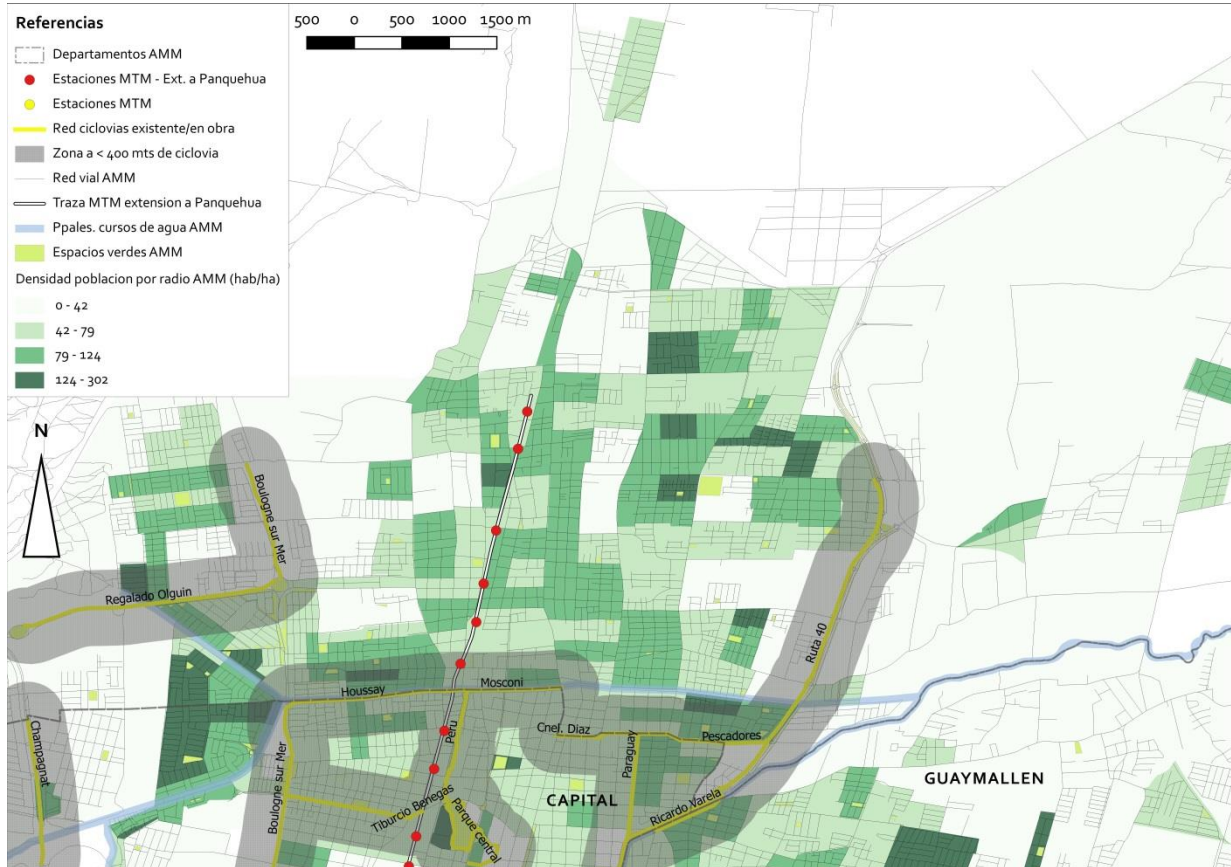 Referencias
Departamentos AMM
Estaciones MTM - Ext. a Panquehua
Estaciones MTM
Red ciclovias existente/en obra
Zona a < 400 mts de ciclovia
Red vial AMM
Traza MTM extension a Panquehua
Ppales. cursos de agua AMM
Espacios verdes AMM
Densidad poblacion por radio AMM (hab/ha)
0 - 42
42 - 79
79 - 124
124 - 302
500 0 500 1000 1500 m
N
Boulogne sur Mer
Regalado Olguin
Ruta 40
Houssay
Mosconi
Champagnat
Peru
Cnel. Diaz
Paraguay
Pescadores
Boulogne sur Mer
Tiburcio Benegas
Parque central
CAPITAL
Ricardo Varela
GUAYMALLEN